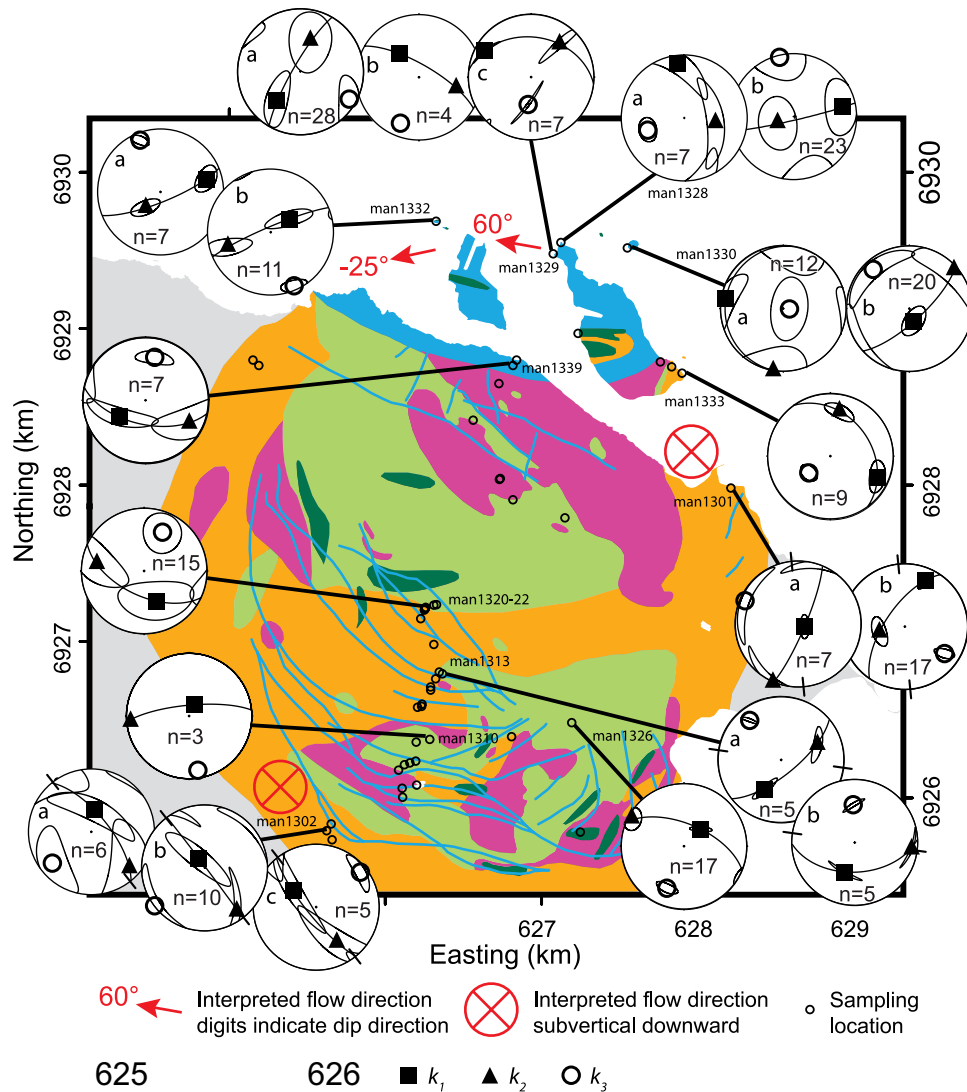 a
n=28
b
n=4
c
n=7
a
n=7
b
n=23
6930
6930
a
n=7
b
n=11
man1332
-25°
60°
man1328
man1329
man1330
n=12
a
n=20
b
6929
6929
n=7
man1339
man1333
n=9
Northing (km)
6928
6928
man1301
n=15
man1320-22
a
n=7
b
n=17
6927
6927
man1313
n=3
man1310
man1326
a
n=5
b
n=5
6926
man1302
a
n=6
b
n=10
c
n=5
n=17
627
628
629
Easting (km)
60°
Interpreted flow direction
digits indicate dip direction
Interpreted flow direction
subvertical downward
Sampling
location
625
626
k1
k2
k3